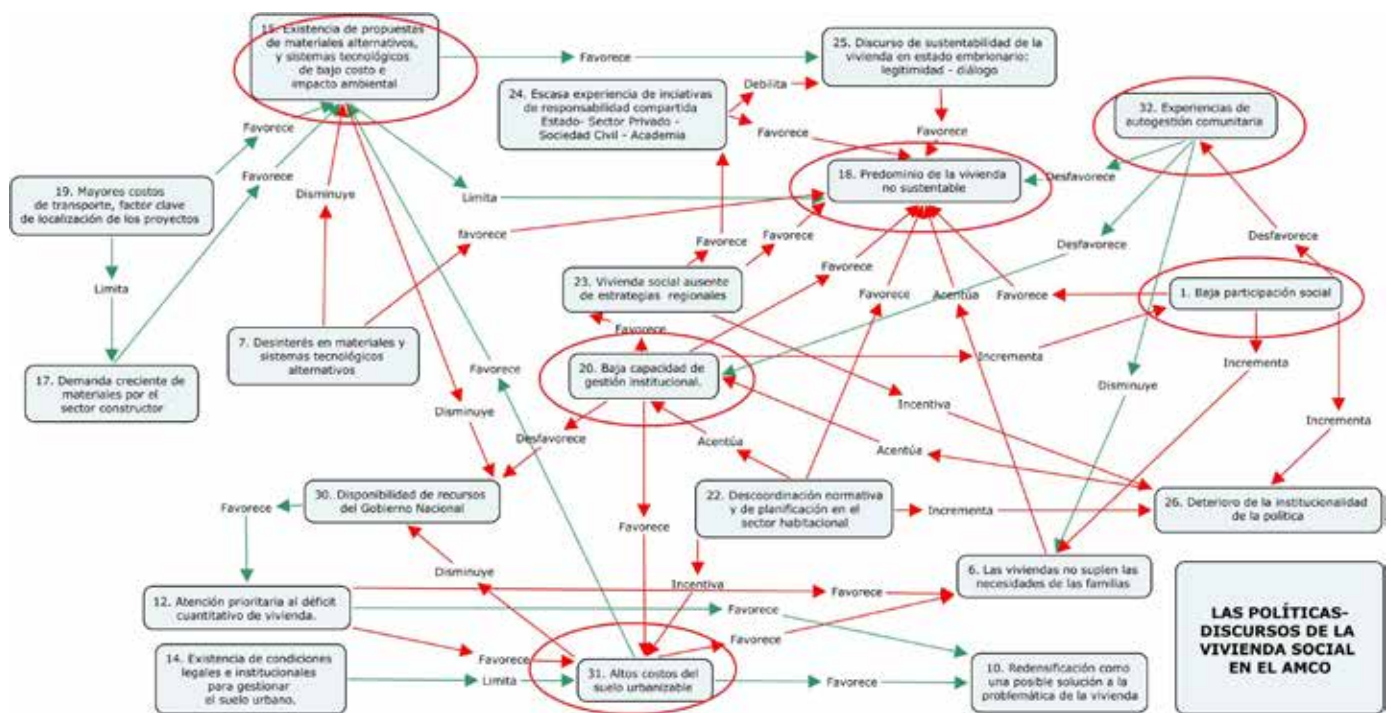 15. Existencia de propuestas
de materiales alternativos,
y sistemas tecnológicos
de bajo costo e
impacto ambiental
Favorece
25. Discurso de sustentabilidad de la
vivienda en estado embrionario:
legitimidad - diálogo
24. Escasa experiencia de inciativas
de responsabilidad compartida
Estado- Sector Privado -
Sociedad Civil - Academia
Debilita
Favorece
Favorece
32. Experiencias de
autogestión comunitaria
Favorece
Favorece
18. Predominio de la vivienda
no sustentable
Desfavorece
19. Mayores costos
de transporte, factor clave
de localización de los proyectos
Disminuye
Limita
favorece
Favorece
Favorece
Desfavorece
Desfavorece
Limita
23. Vivienda social ausente
de estrategias regionales
Favorece
Favorece
Acentúa
Favorece
1. Baja participación social
7. Desinterés en materiales y
sistemas tecnológicos
alternativos
Favorece
Favorece
20. Baja capacidad de
gestión institucional.
Incrementa
Incrementa
17. Demanda creciente de
materiales por el
sector constructor
Disminuye
Disminuye
Incentiva
Incrementa
Desfavorece
Acentúa
Acentúa
30. Disponibilidad de recursos
del Gobierno Nacional
Favorece
Favorece
22. Descoordinación normativa
y de planificación en el
sector habitacional
Incrementa
26. Deterioro de la institucionalidad
de la política
Disminuye
Incentiva
6. Las viviendas no suplen las
necesidades de las familias
12. Atención prioritaria al déficit
cuantitativo de vivienda.
Favorece
Favorece
Favorece
Favorece
14. Existencia de condiciones
legales e institucionales
para gestionar
el suelo urbano.
Limita
31. Altos costos del
suelo urbanizable
Favorece
10. Redensificación como
una posible solución a la
problemática de la vivienda
LAS POLÍTICAS-
DISCURSOS DE LA
VIVIENDA SOCIAL
EN EL AMCO